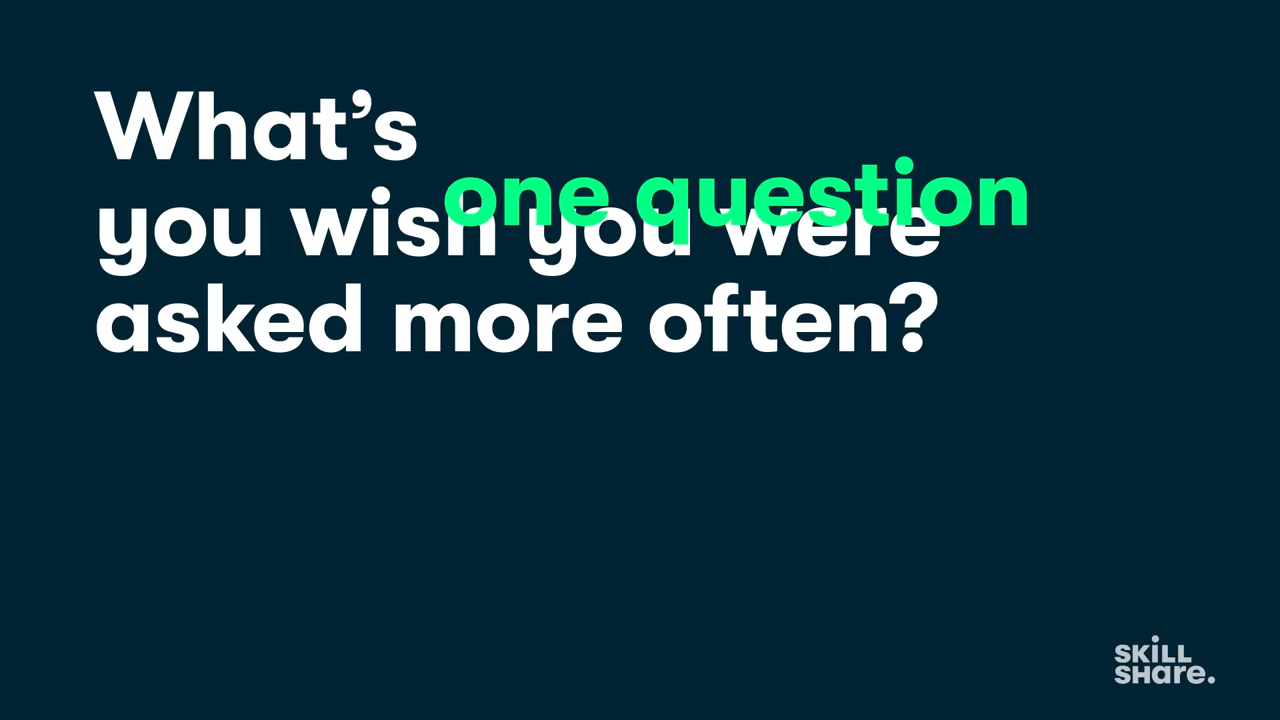 What's
one question
you wish you were
asked more often?
SKiLL
SHare.